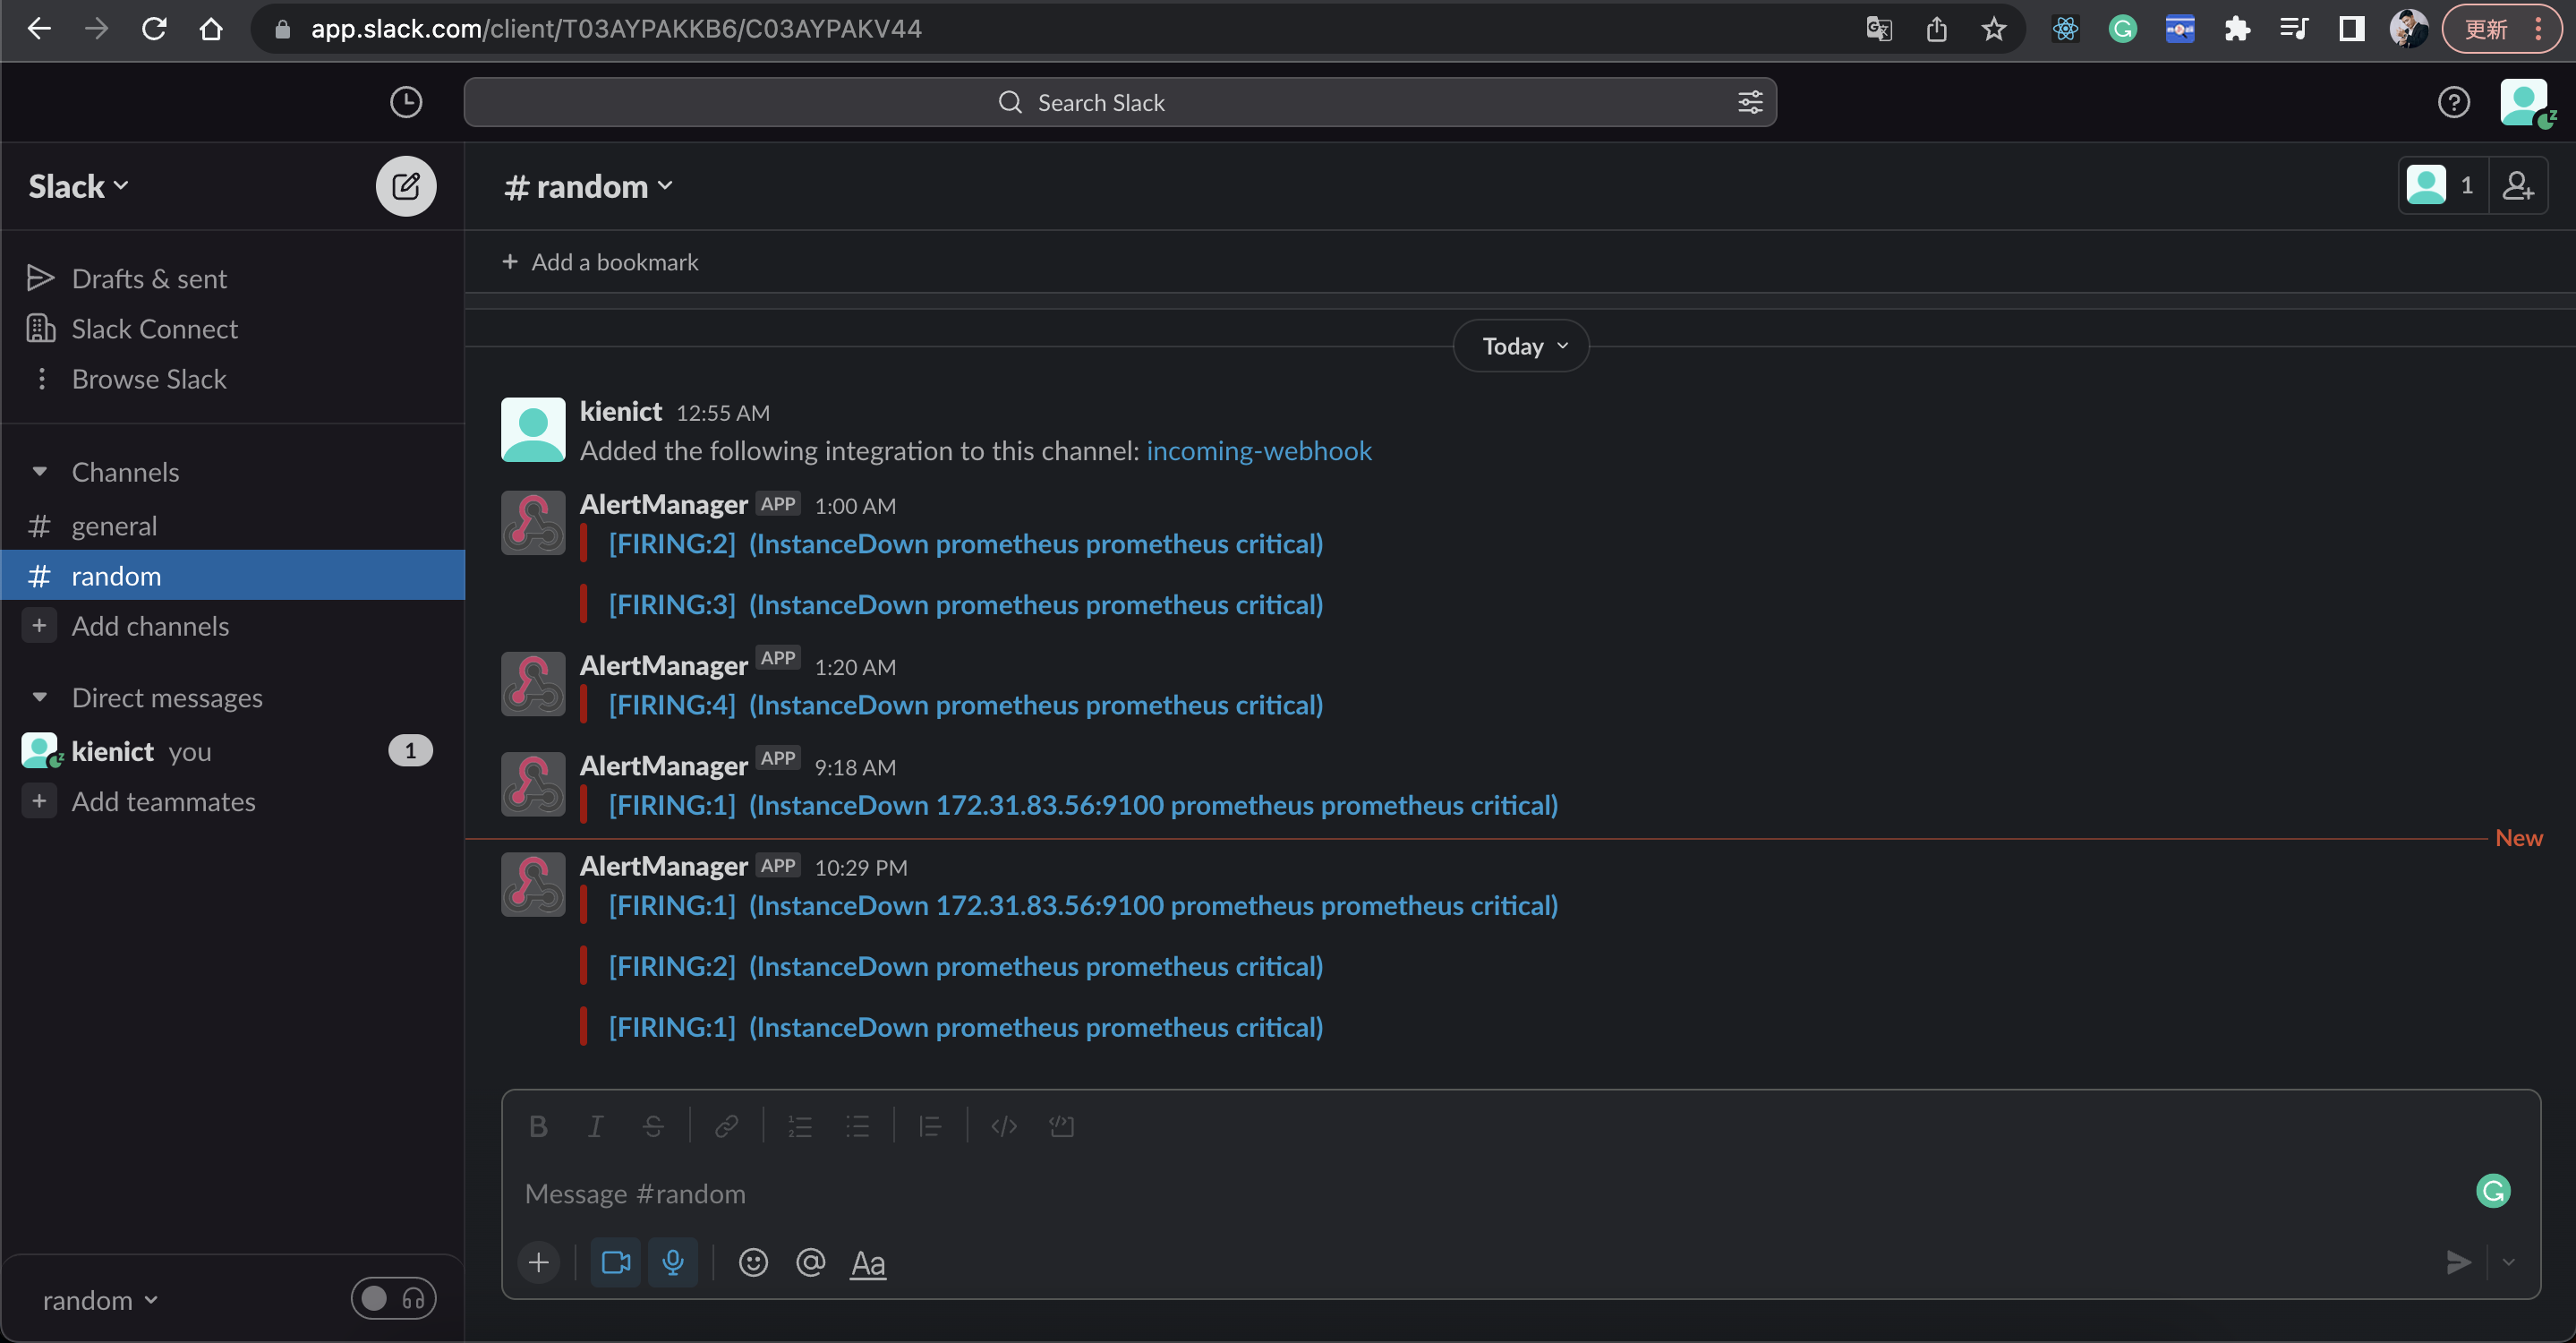 app.slack.com/client/T03AYPAKKB6/C03AYPAKV44
更新
Search Slack
Slack
# random
1
+ Add a bookmark
Drafts & sent
Slack Connect
Browse Slack
Channels
# general
# random
+ Add channels
Direct messages
kienict you 1
+ Add teammates
random
Today
kienict 12:55 AM
Added the following integration to this channel: incoming-webhook
AlertManager APP 1:00 AM
[FIRING:2] (InstanceDown prometheus prometheus critical)
[FIRING:3] (InstanceDown prometheus prometheus critical)
AlertManager APP 1:20 AM
[FIRING:4] (InstanceDown prometheus prometheus critical)
AlertManager APP 9:18 AM
[FIRING:1] (InstanceDown 172.31.83.56:9100 prometheus prometheus critical)
New
AlertManager APP 10:29 PM
[FIRING:1] (InstanceDown 172.31.83.56:9100 prometheus prometheus critical)
[FIRING:2] (InstanceDown prometheus prometheus critical)
[FIRING:1] (InstanceDown prometheus prometheus critical)
Message #random
Aa